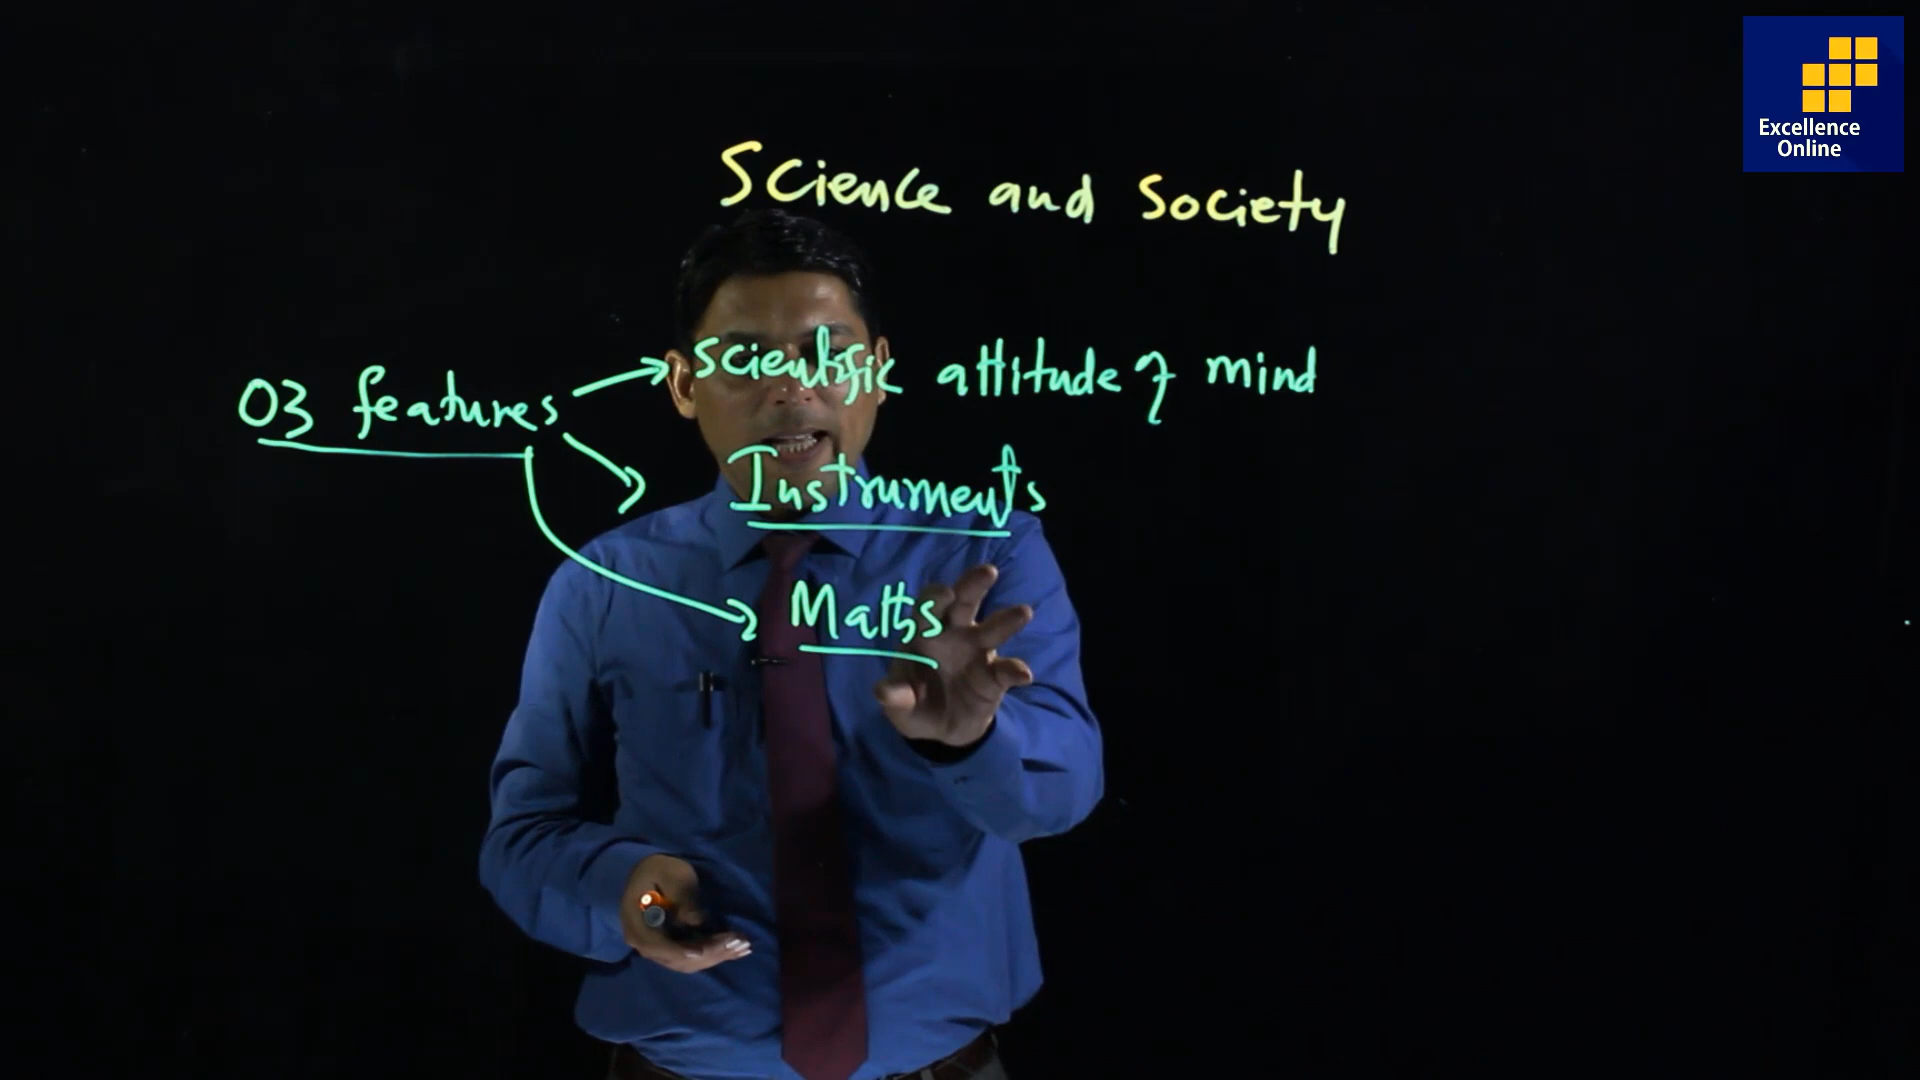 Excellence
Online
Science and Society
03 features
Scientific attitude of mind
Instruments
Maths